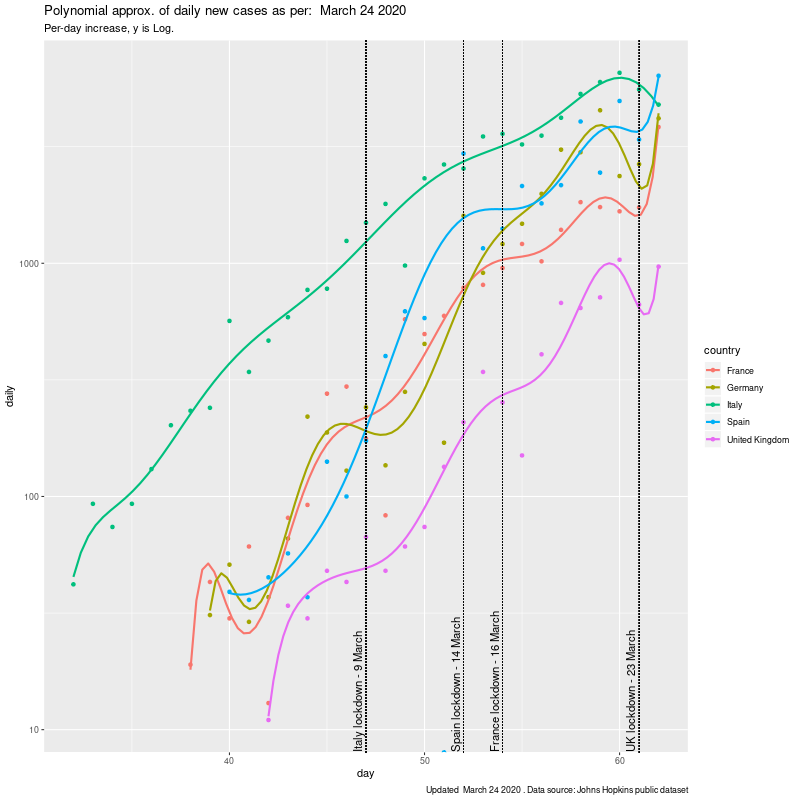 Polynomial approx. of daily new cases as per:  March 24 2020
Per-day increase, y is Log.
daily
1000
100
10
Italy lockdown - 9 March
Spain lockdown - 14 March
France lockdown - 16 March
UK lockdown - 23 March
40
50
60
day
country
France
Germany
Italy
Spain
United Kingdom
Updated  March 24 2020 . Data source: Johns Hopkins public dataset